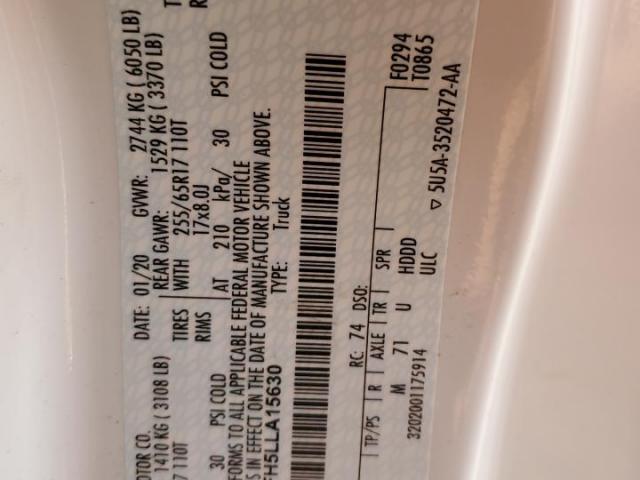 OTOR CO. DATE: 01/20 GVWR: 2744 KG ( 6050 LB)
1410 KG ( 3108 LB) REAR GAWR: 1529 KG ( 3370 LB)
17 110T TIRES WITH 255/65R17 110T
RIMS 17x8.0J
30 PSI COLD AT 210 kPa/ 30 PSI COLD
FORMS TO ALL APPLICABLE FEDERAL MOTOR VEHICLE
S IN EFFECT ON THE DATE OF MANUFACTURE SHOWN ABOVE.
FH5LLA15630 TYPE: Truck
F0294
RC: 74 DSO: T0865
TP/PS R AXLE TR SPR
M 71 U HDDD
3202001175914 ULC ▽ 5U5A-3520472-AA